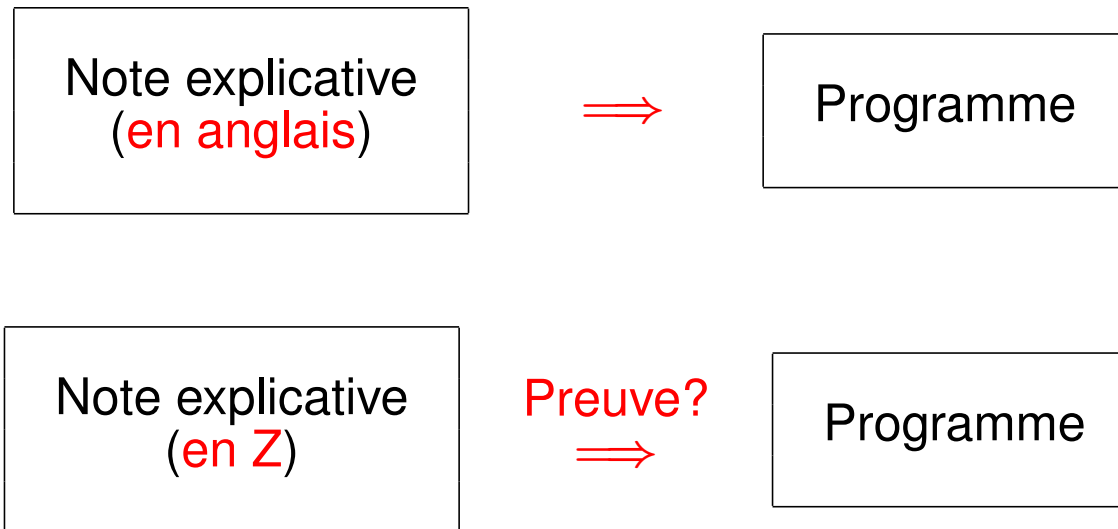 Note explicative
(en anglais)
⟹
Programme
Note explicative
(en Z)
Preuve?
⟹
Programme